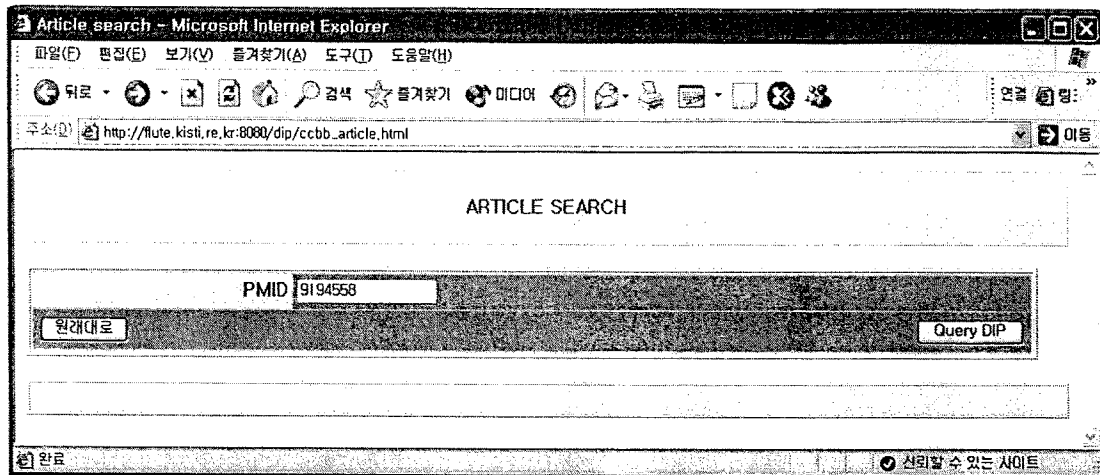 Article search - Microsoft Internet Explorer
파일(F) 편집(E) 보기(V) 즐겨찾기(A) 도구(T) 도움말(H)
뒤로 검색 즐겨찾기 미디어 연결 링: »
주소(D) http://flute.kisti.re.kr:8080/dip/ccbb_article.html 이동
ARTICLE SEARCH
PMID 9194558
원래대로 Query DIP
완료 신뢰할 수 있는 사이트